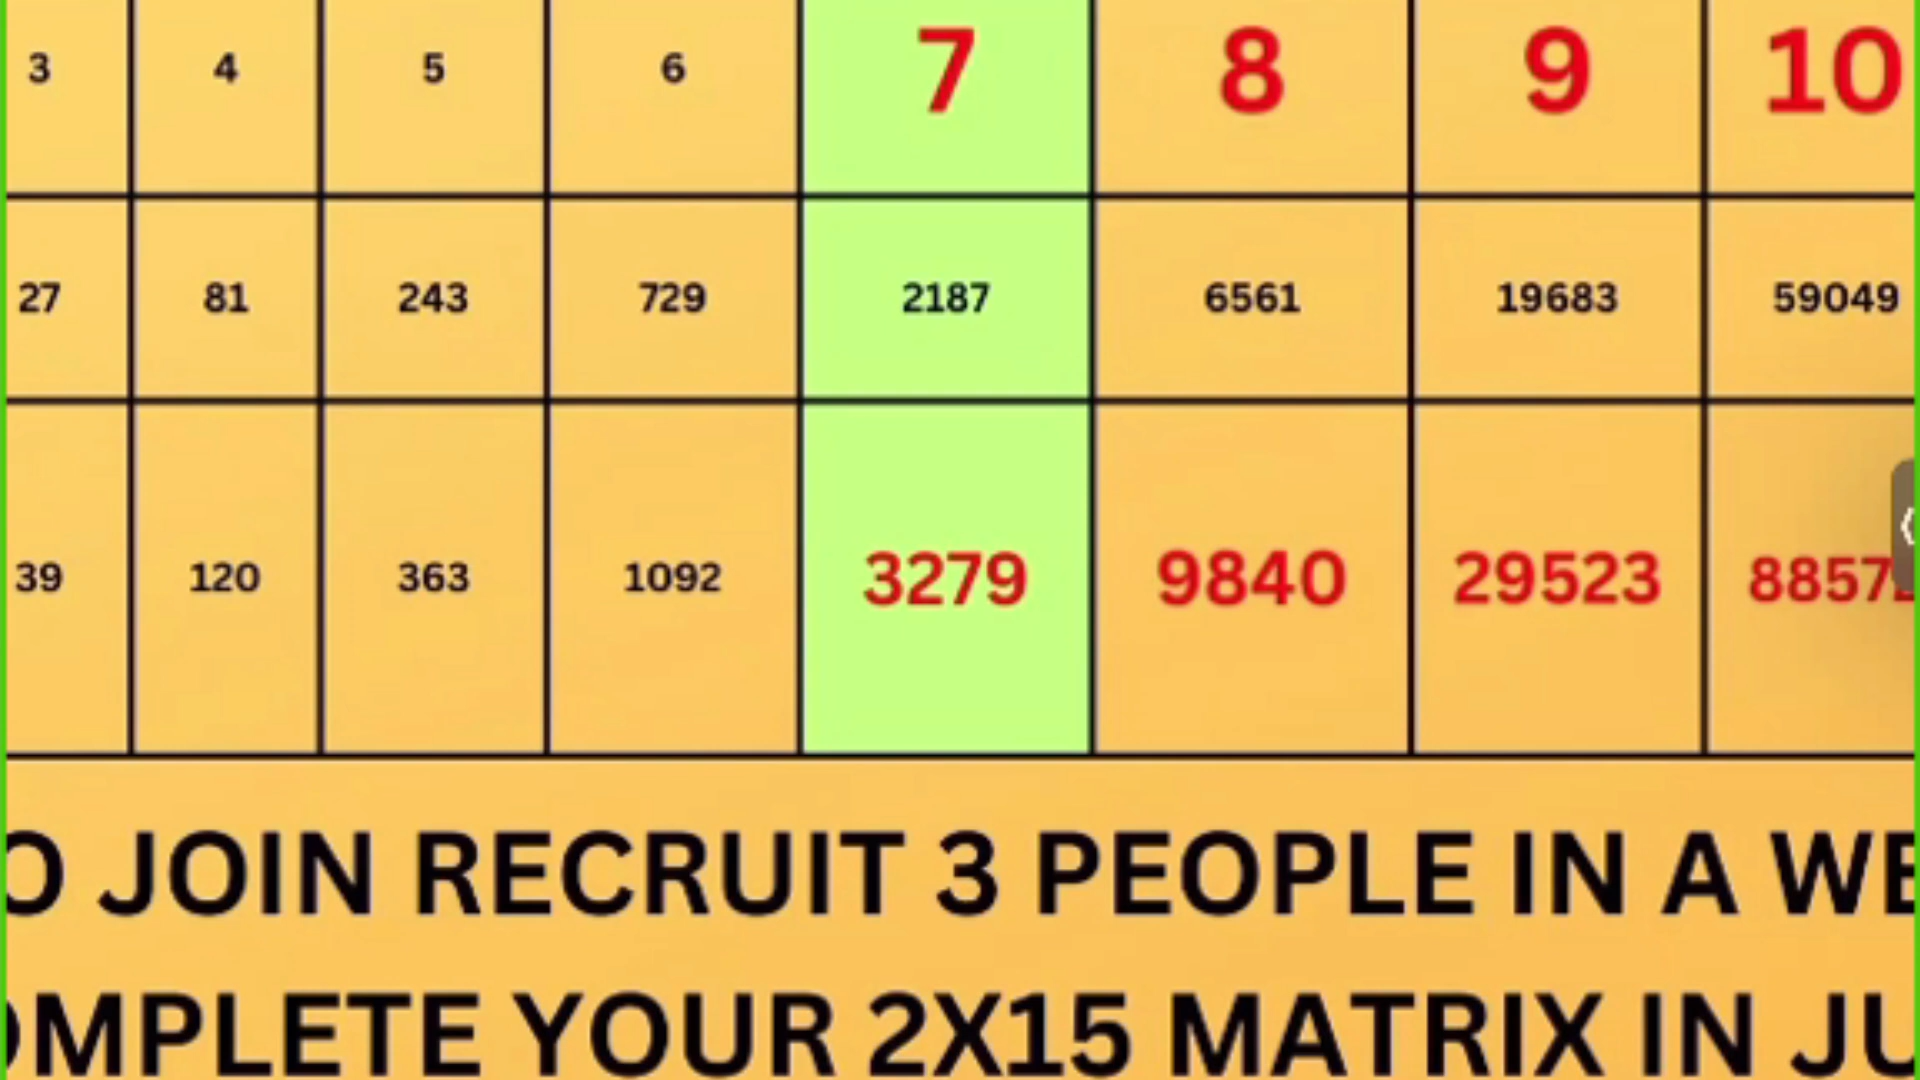 3 4 5 6 7 8 9 10
27 81 243 729 2187 6561 19683 59049
39 120 363 1092 3279 9840 29523 8857
JOIN RECRUIT 3 PEOPLE IN A
YOUR 2X15 MATRIX IN